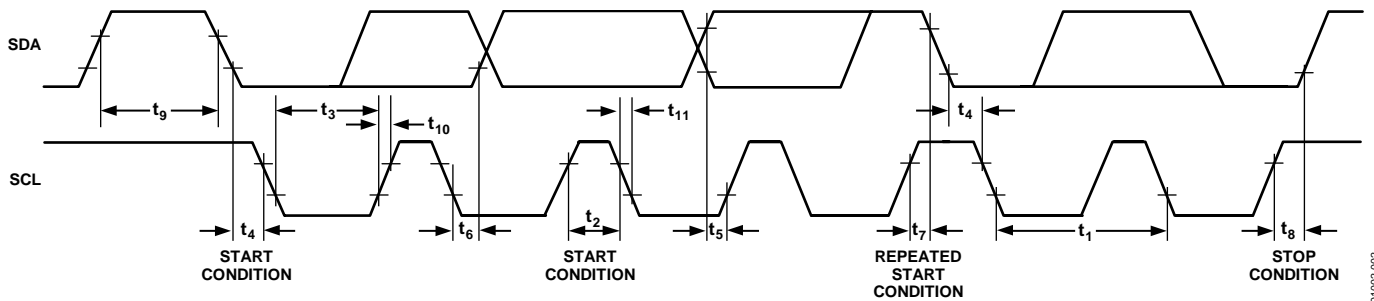 SDA
t9
t3
t10
t11
t4
SCL
t4
t6
t2
t5
t7
t1
t8
START
CONDITION
START
CONDITION
REPEATED
START
CONDITION
STOP
CONDITION